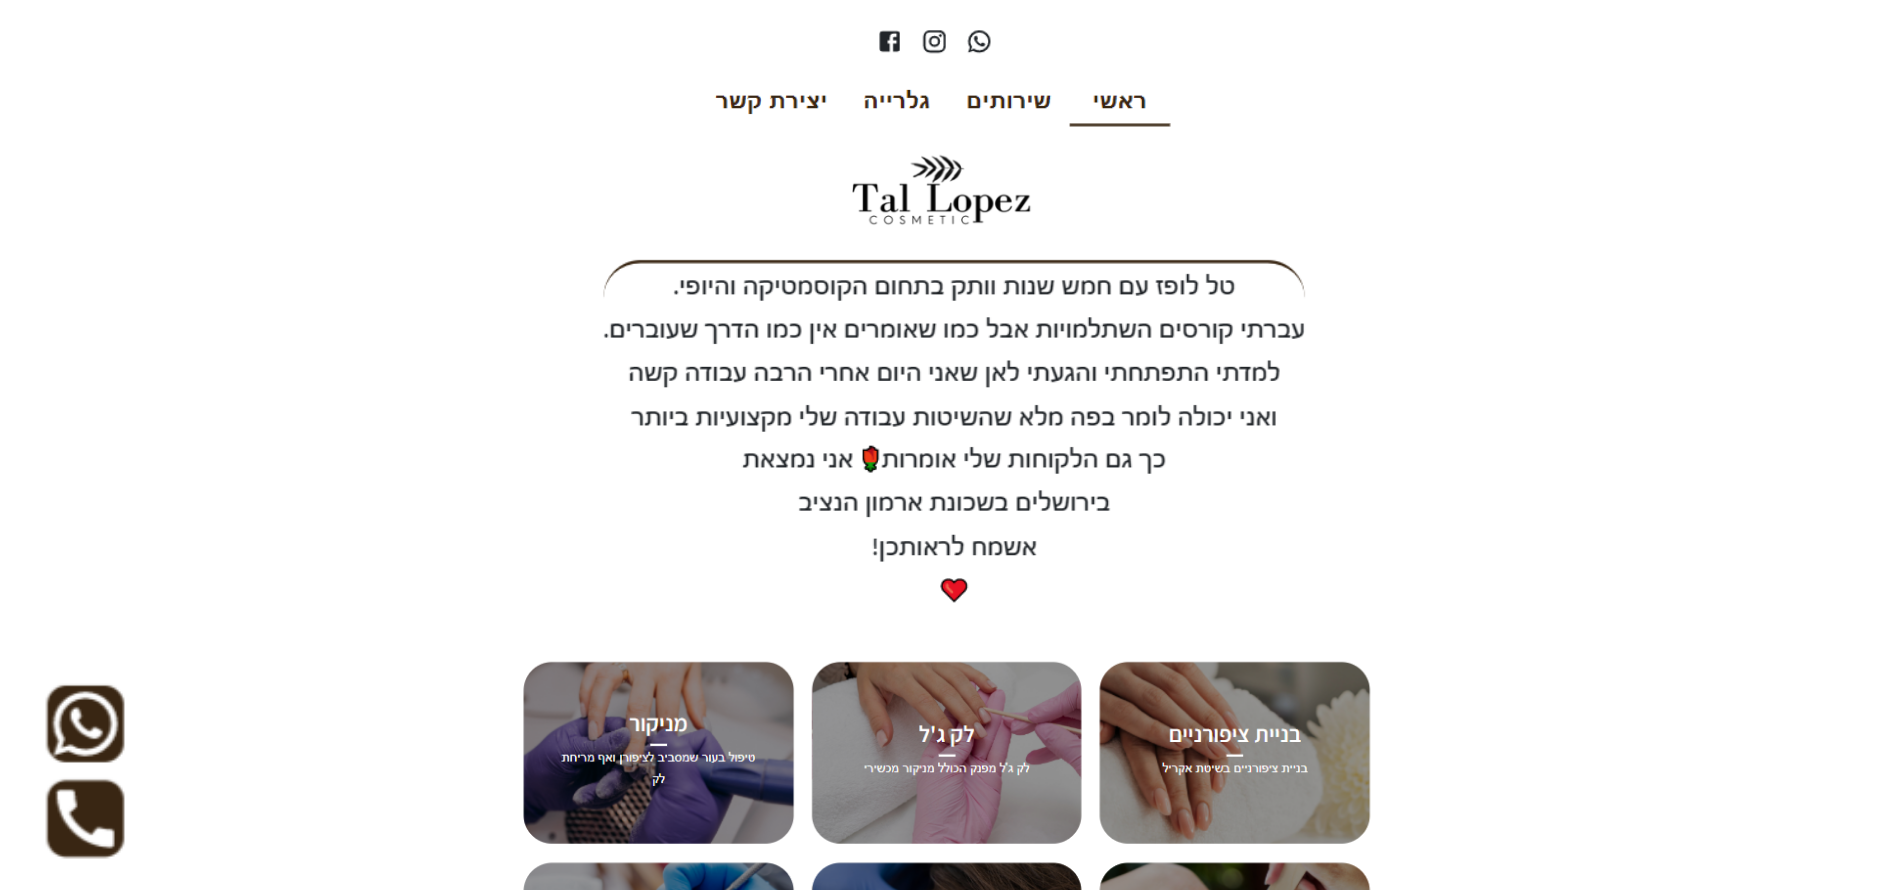 ראשי שירותים גלרייה יצירת קשר
Tal Lopez
COSMETIC
טל לופז עם חמש שנות וותק בתחום הקוסמטיקה והיופי.
עברתי קורסים השתלמויות אבל כמו שאומרים אין כמו הדרך שעוברים.
למדתי התפתחתי והגעתי לאן שאני היום אחרי הרבה עבודה קשה
ואני יכולה לומר בפה מלא שהשיטות עבודה שלי מקצועיות ביותר
כך גם הלקוחות שלי אומרות🌹 אני נמצאת
בירושלים בשכונת ארמון הנציב
אשמח לראותכן!
❤️
בניית ציפורניים
בניית ציפורניים בשיטת אקריל
לק ג'ל
לק ג'ל מפנק הכולל מניקור מכשירי
מניקור
טיפול בעור שמסביב לציפורן ואף מריחת
לק